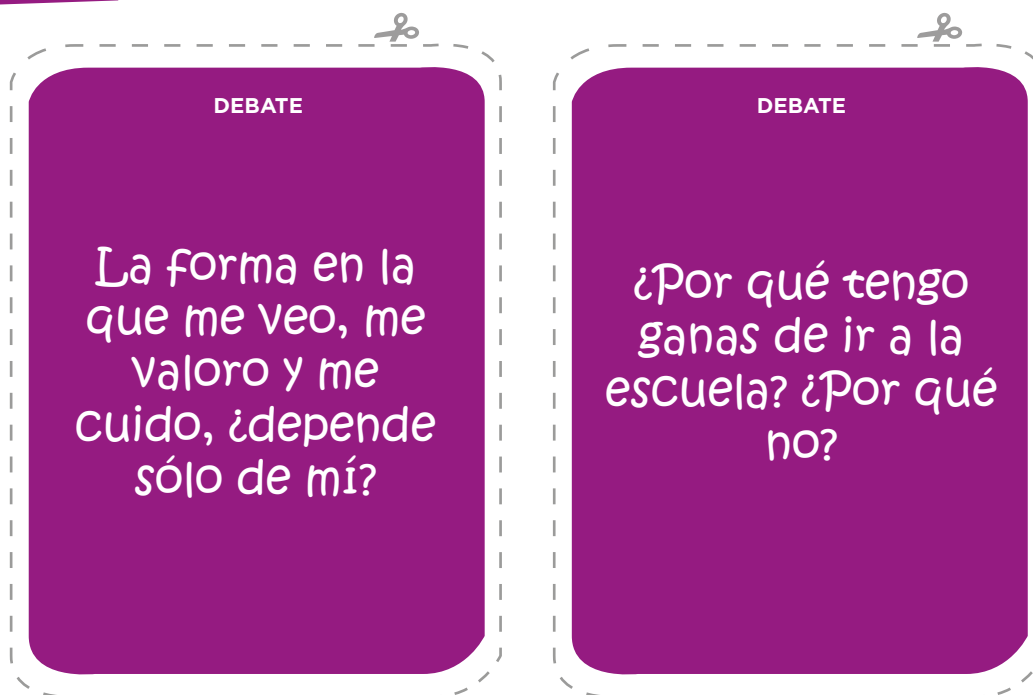 DEBATE
La forma en la
que me veo, me
valoro y me
cuido, ¿depende
sólo de mí?
DEBATE
¿Por qué tengo
ganas de ir a la
escuela? ¿Por qué
no?